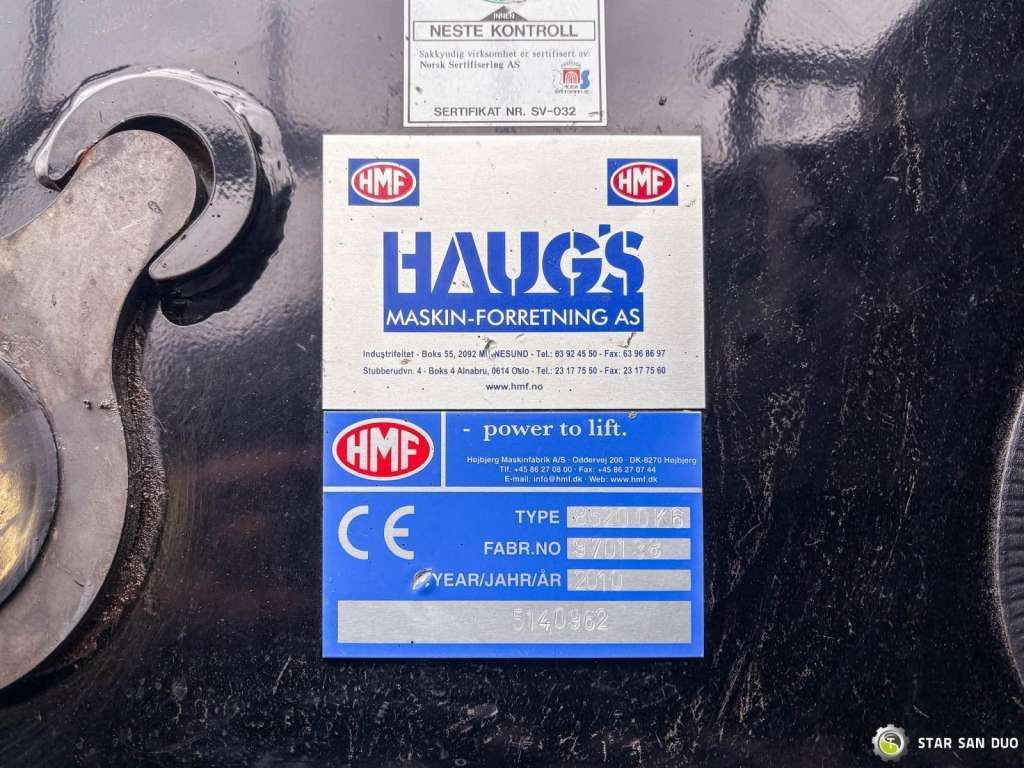 INNEN
NESTE KONTROLL
Sakkyndig virksomhet er sertifisert av
Norsk Sertifisering AS
SERTIFIKAT NR. SV-032
HMF HMF
HAUG'S
MASKIN-FORRETNING AS
Industrifeltet - Boks 55, 2092 - Tel.: 63 92 45 50 - Fax: 63 96 86 97
Stubberudvn. 4 - Boks 4 Alnabru, 0614 Oslo - Tel.: 23 17 75 50 - Fax: 23 17 75 60
www.hmf.no
HMF
- power to lift.
Højbjerg Maskinfabrik A/S · Oddervej 200 · DK-8270 Højbjerg
Tlf: +45 86 27 08 00 · Fax: +45 86 27 07 44
E-mail: info@hmf.dk · Web: www.hmf.dk
CE
TYPE
FABR.NO
YEAR/JAHR/ÅR 2010
5140962
STAR SAN DUO